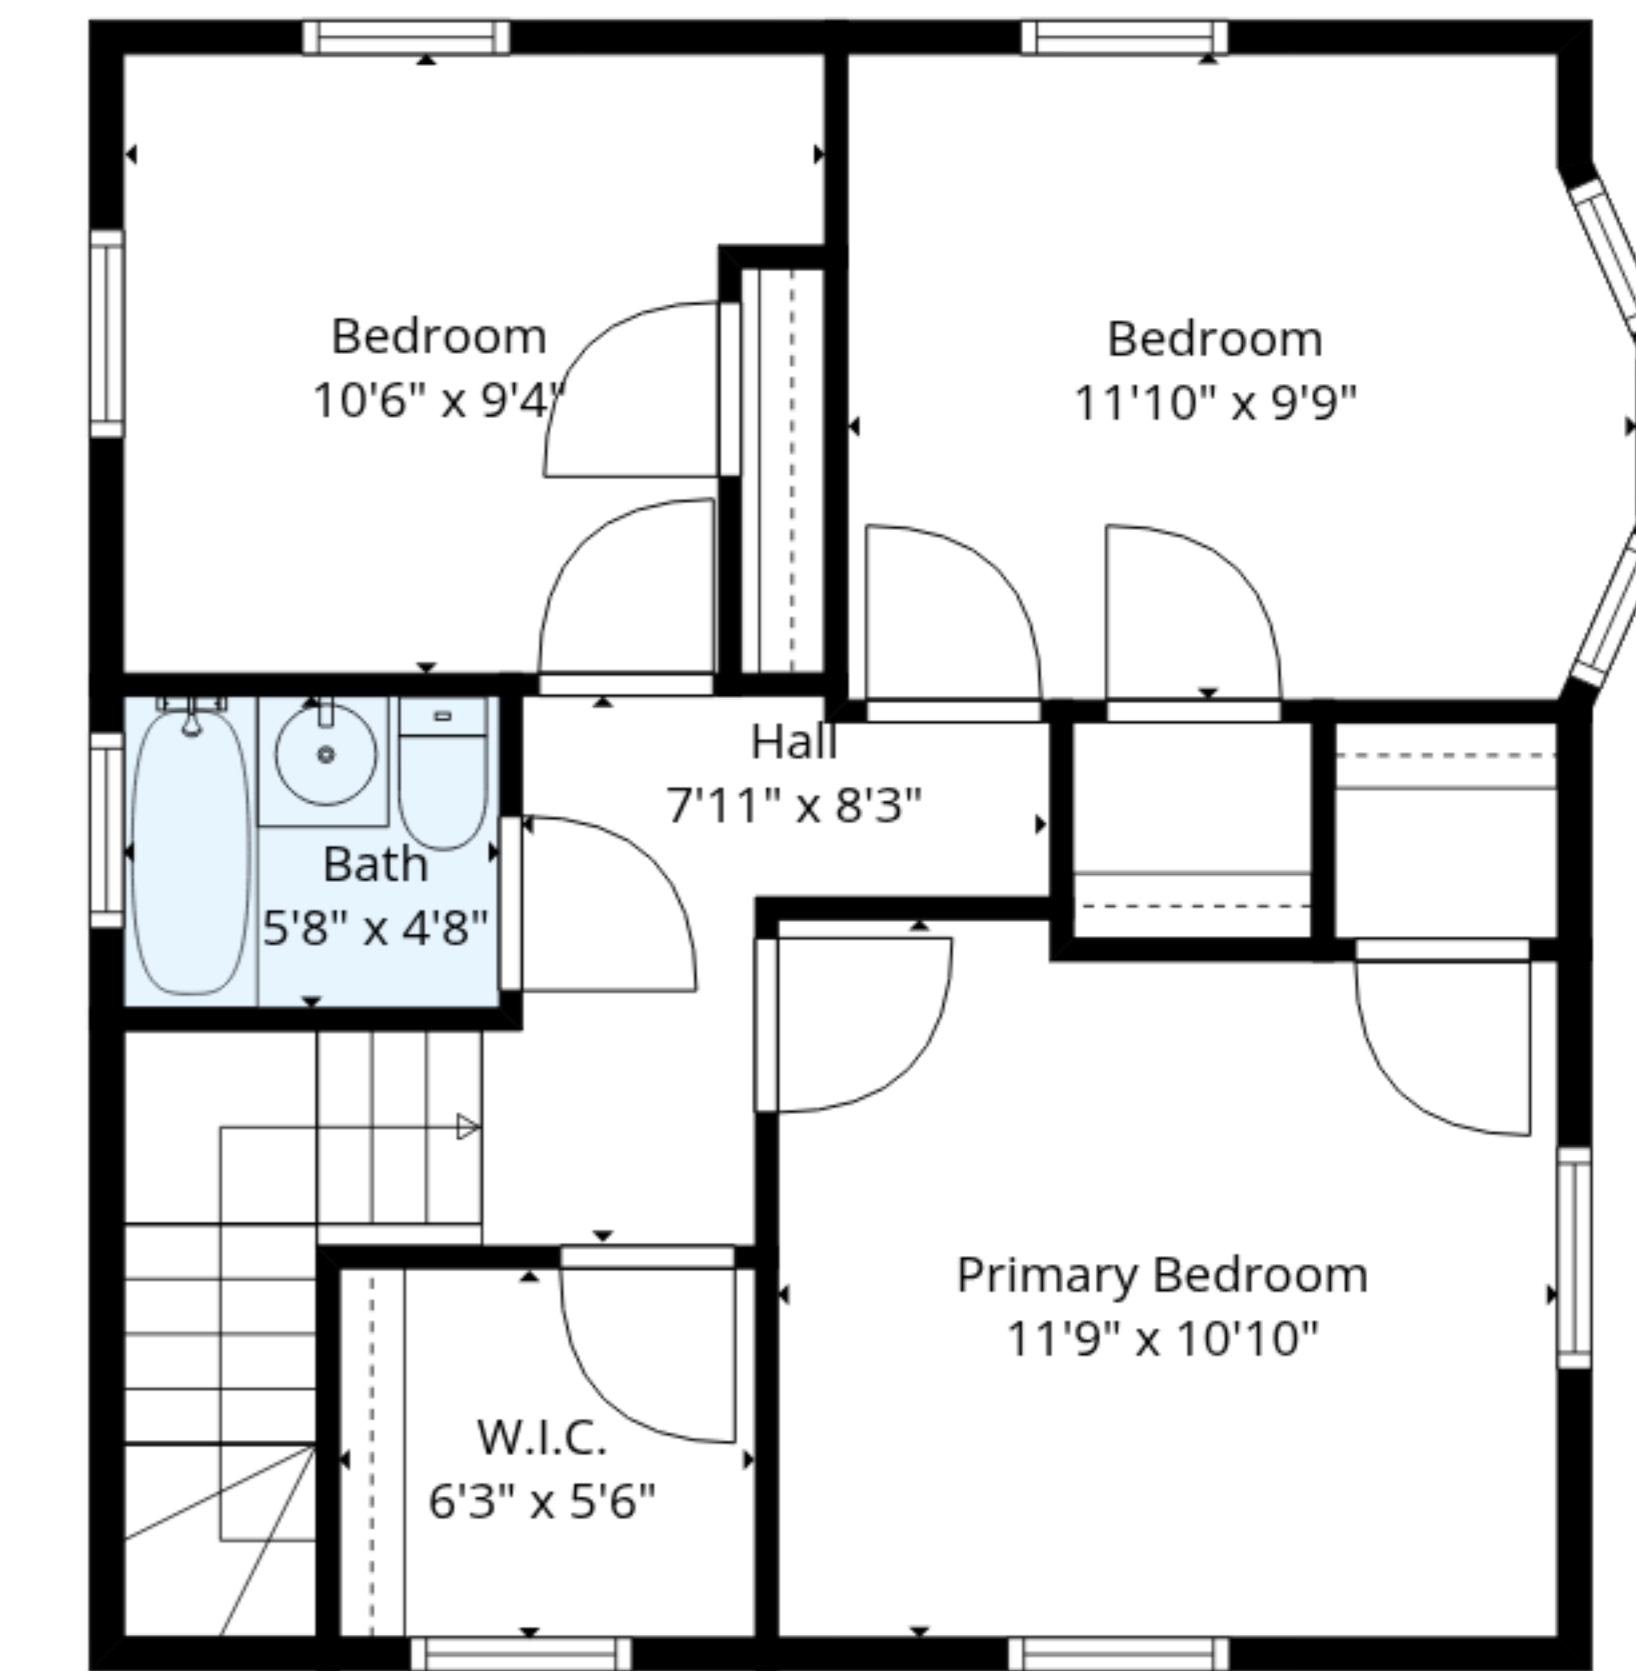 Bedroom
10'6" x 9'4"
Bedroom
11'10" x 9'9"
Hall
7'11" x 8'3"
Bath
5'8" x 4'8"
Primary Bedroom
11'9" x 10'10"
W.I.C.
6'3" x 5'6"